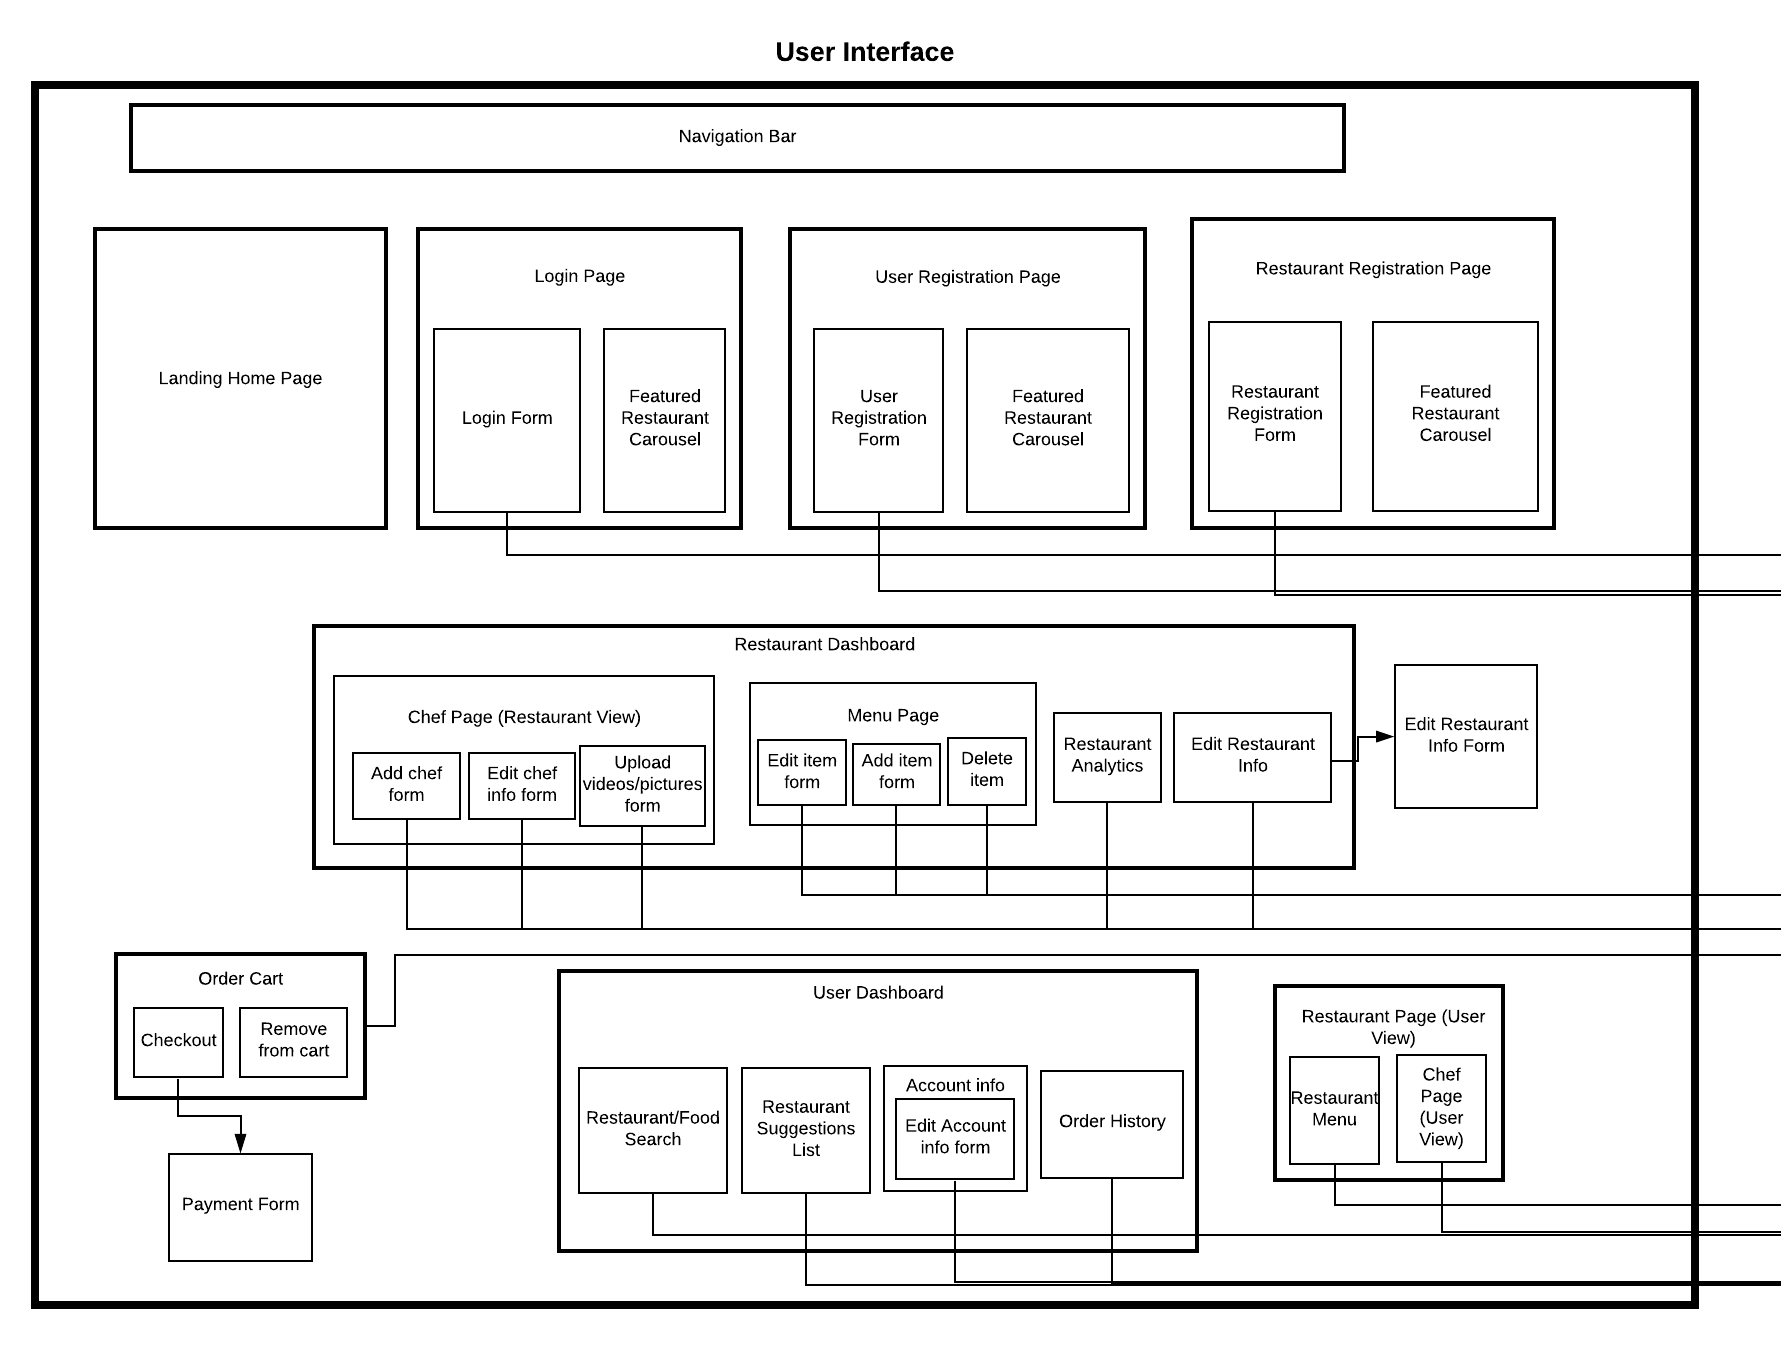 User Interface
Navigation Bar
Landing Home Page
Login Page
Login Form
Featured
Restaurant
Carousel
User Registration Page
User
Registration
Form
Featured
Restaurant
Carousel
Restaurant Registration Page
Restaurant
Registration
Form
Featured
Restaurant
Carousel
Restaurant Dashboard
Chef Page (Restaurant View)
Add chef
form
Edit chef
info form
Upload
videos/pictures
form
Menu Page
Edit item
form
Add item
form
Delete
item
Restaurant
Analytics
Edit Restaurant
Info
Edit Restaurant
Info Form
Order Cart
Checkout
Remove
from cart
Payment Form
User Dashboard
Restaurant/Food
Search
Restaurant
Suggestions
List
Account info
Edit Account
info form
Order History
Restaurant Page (User
View)
Restaurant
Menu
Chef
Page
(User
View)